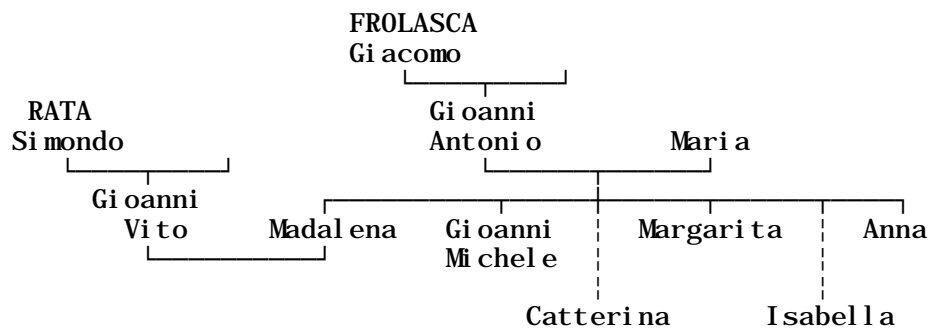 FROLASCA
Giacomo
RATA
Gioanni
Simondo
Antonio
Maria
Gioanni
Vito
Madalena
Gioanni
Michele
Margarita
Anna
Catterina
Isabella